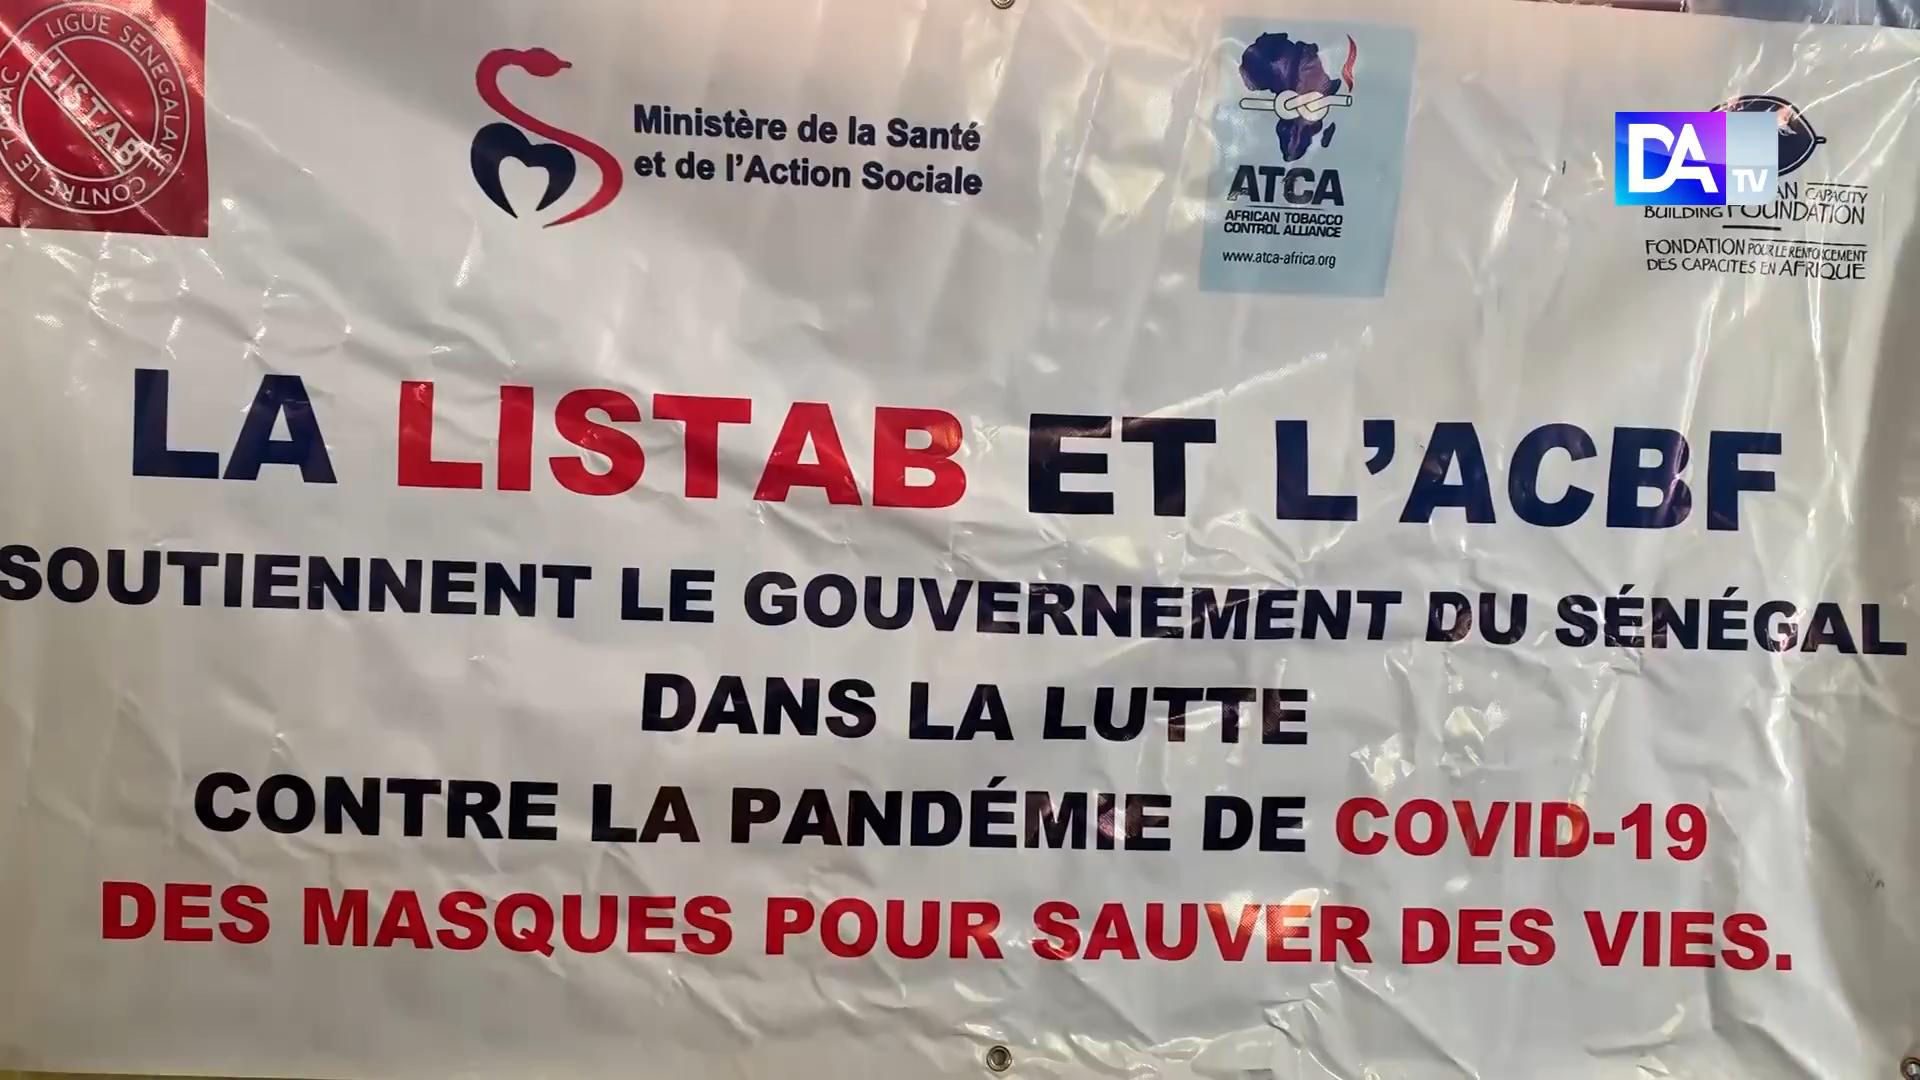 LIGUE SENEGALAISE CONTRE LE TABAC
LISTAB
Ministère de la Santé
et de l'Action Sociale
ATCA
AFRICAN TOBACCO
CONTROL ALLIANCE
www.atca-africa.org
DA TV
CAPACITY
BUILDING FOUNDATION
FONDATION POUR LE RENFORCEMENT
DES CAPACITES EN AFRIQUE
LA LISTAB ET L'ACBF
SOUTIENNENT LE GOUVERNEMENT DU SÉNÉGAL
DANS LA LUTTE
CONTRE LA PANDÉMIE DE COVID-19
DES MASQUES POUR SAUVER DES VIES.